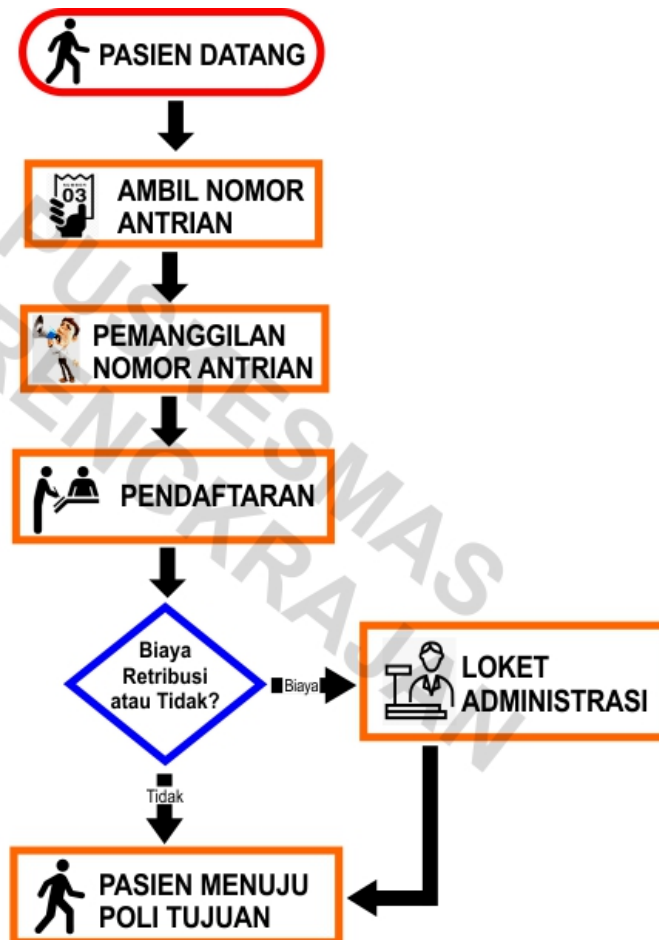 PASIEN DATANG
03
AMBIL NOMOR
ANTRIAN
PEMANGGILAN
NOMOR ANTRIAN
PENDAFTARAN
Biaya
Retribusi
atau Tidak?
Biaya
LOKET
ADMINISTRASI
Tidak
PASIEN MENUJU
POLI TUJUAN
PUSKESMAS
RENGKRAJAN